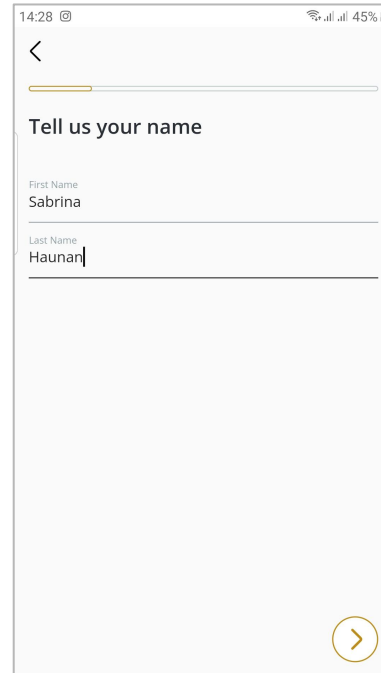 14:28
45%
Tell us your name
First Name
Sabrina
Last Name
Haunan